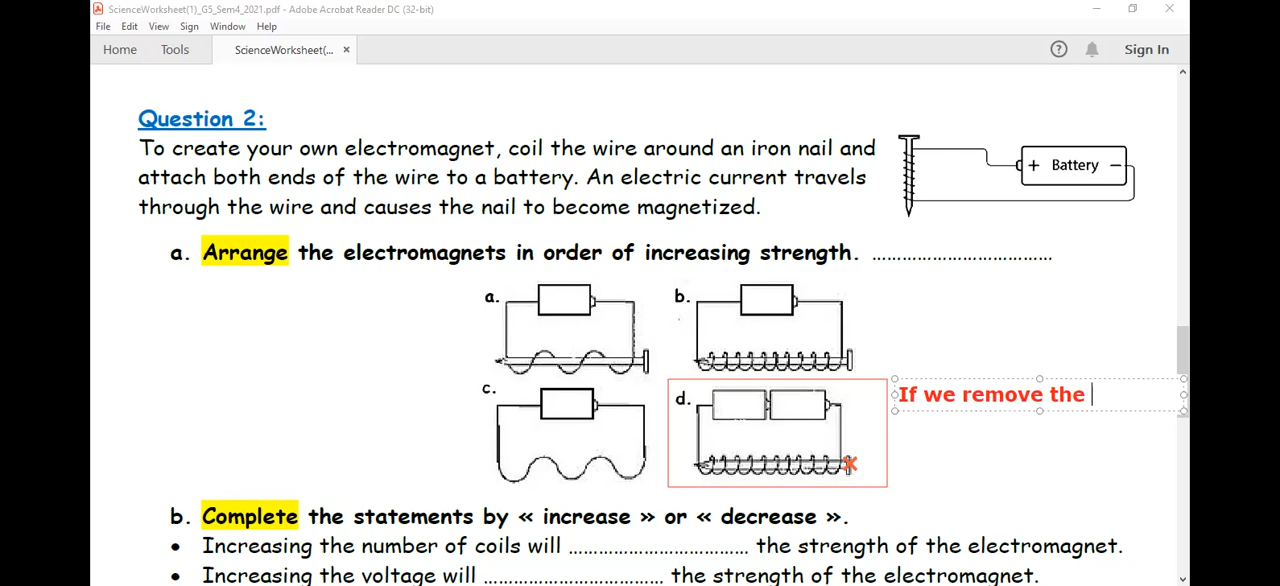 ScienceWorksheet(1)_G5_Sem4_2021.pdf - Adobe Acrobat Reader DC (32-bit)
File Edit View Sign Window Help
Home Tools ScienceWorksheet(... × ? Sign In
Question 2:
To create your own electromagnet, coil the wire around an iron nail and
attach both ends of the wire to a battery. An electric current travels
through the wire and causes the nail to become magnetized.
+ Battery −
a. Arrange the electromagnets in order of increasing strength. ……………………………
a. b.
c. d.
If we remove the
b. Complete the statements by « increase » or « decrease ».
• Increasing the number of coils will …………………………… the strength of the electromagnet.
• Increasing the voltage will …………………………… the strength of the electromagnet.